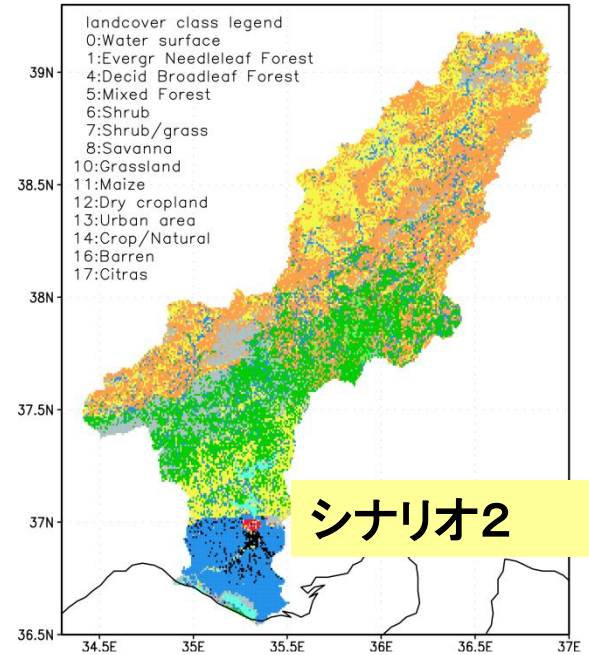 landcover class legend
0:Water surface
1:Evergr Needleleaf Forest
4:Decid Broadleaf Forest
5:Mixed Forest
6:Shrub
7:Shrub/grass
8:Savanna
10:Grassland
11:Maize
12:Dry cropland
13:Urban area
14:Crop/Natural
16:Barren
17:Citras
39N
38.5N
38N
37.5N
37N
36.5N
シナリオ2
34.5E 35E 35.5E 36E 36.5E 37E